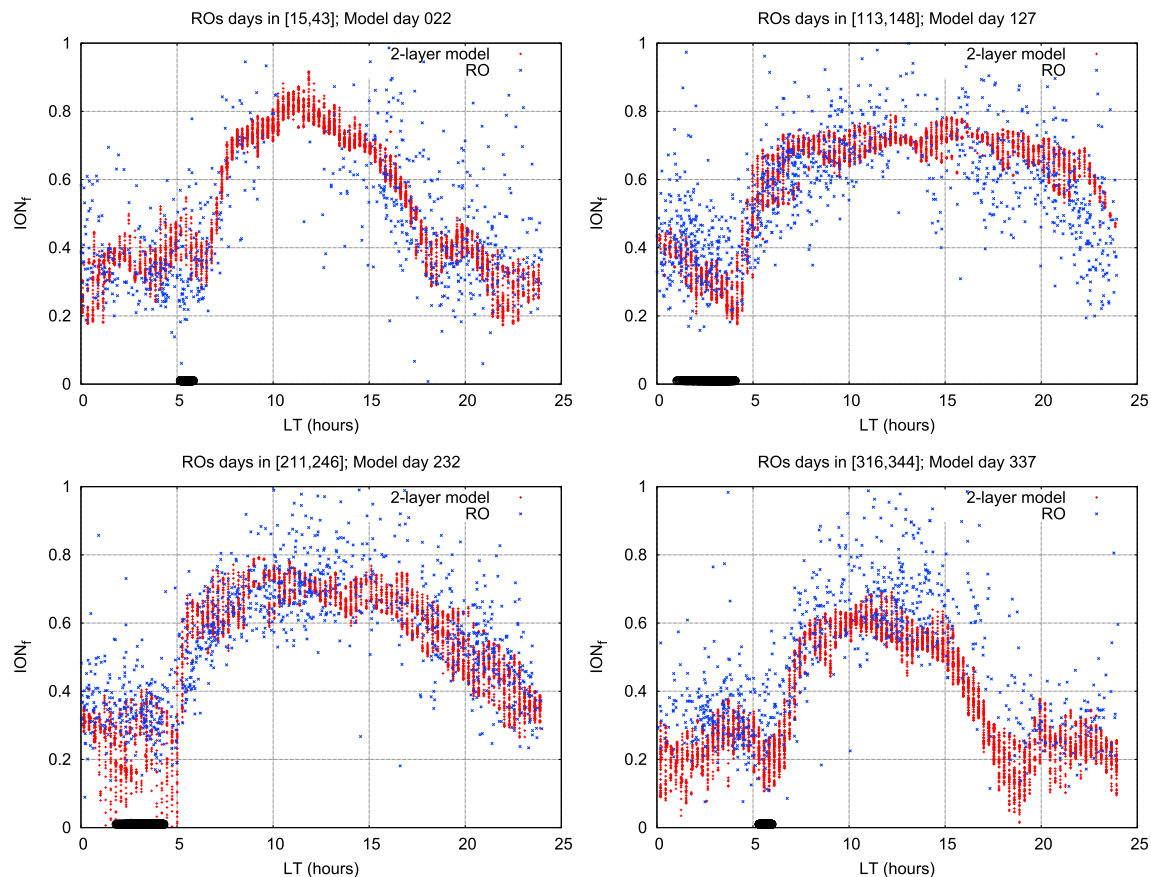 ROs days in [15,43]; Model day 022
2-layer model
RO
1
0.8
0.6
0.4
0.2
0
IONf
0 5 10 15 20 25
LT (hours)
ROs days in [113,148]; Model day 127
2-layer model
RO
1
0.8
0.6
0.4
0.2
0
IONf
0 5 10 15 20 25
LT (hours)
ROs days in [211,246]; Model day 232
2-layer model
RO
1
0.8
0.6
0.4
0.2
0
IONf
0 5 10 15 20 25
LT (hours)
ROs days in [316,344]; Model day 337
2-layer model
RO
1
0.8
0.6
0.4
0.2
0
IONf
0 5 10 15 20 25
LT (hours)